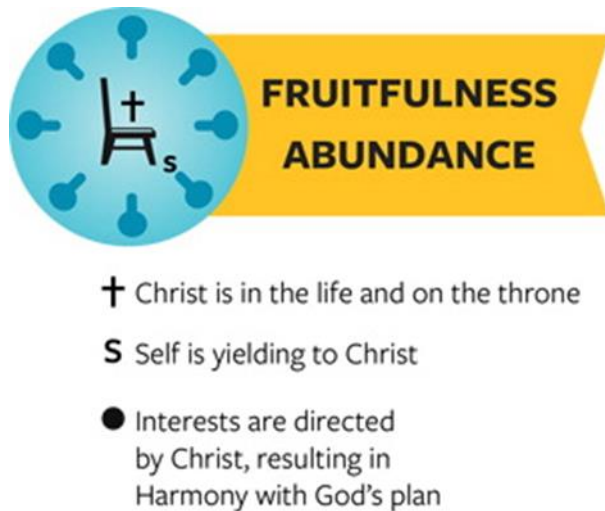 FRUITFULNESS
ABUNDANCE
s
† Christ is in the life and on the throne
S Self is yielding to Christ
● Interests are directed
by Christ, resulting in
Harmony with God's plan